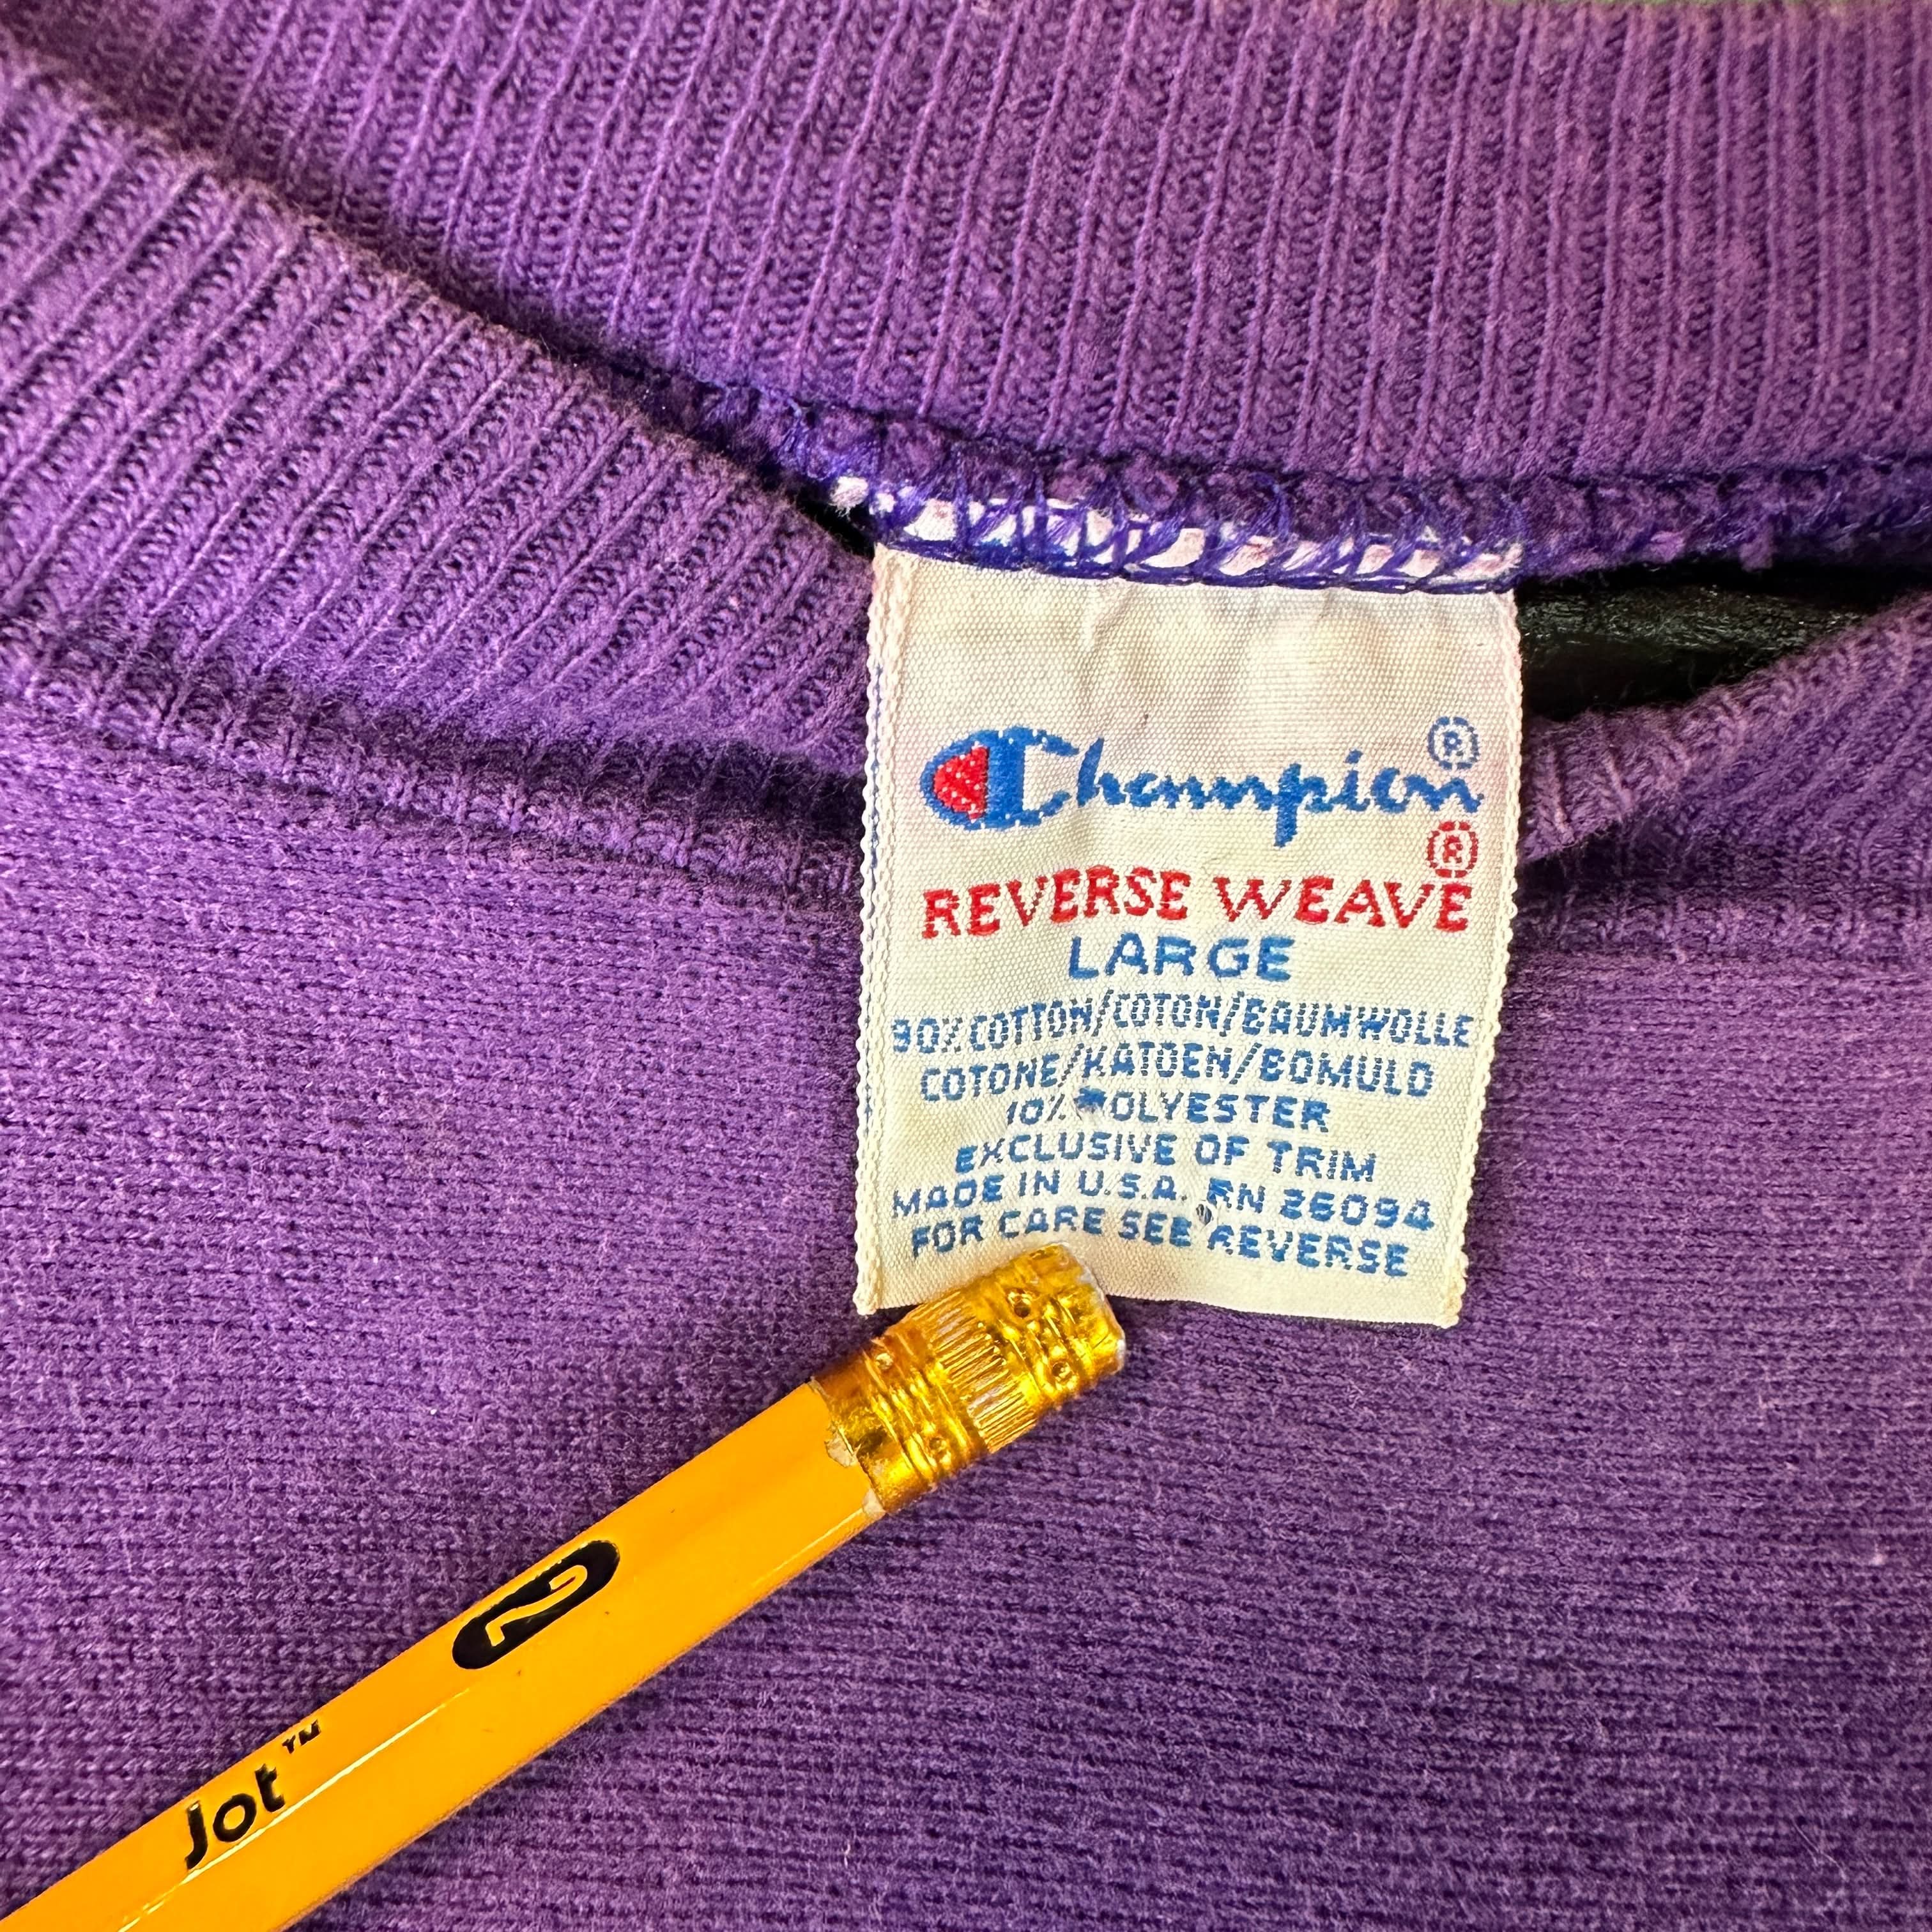 Champion®
REVERSE WEAVE®
LARGE
90% COTTON/COTON/BAUMWOLLE
COTONE/KATOEN/BOMULD
10% POLYESTER
EXCLUSIVE OF TRIM
MADE IN U.S.A. RN 26094
FOR CARE SEE REVERSE
Jot™ 2